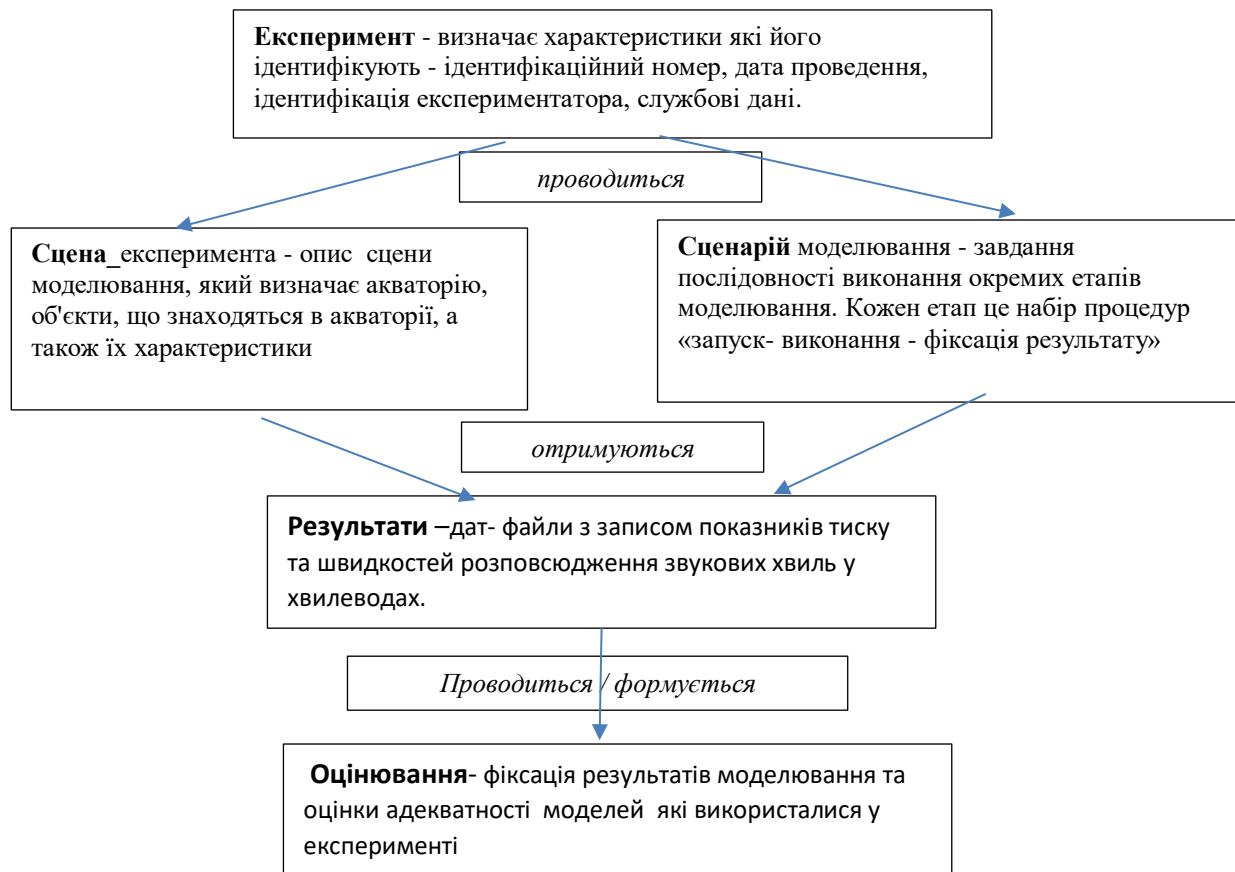 Експеримент - визначає характеристики які його
ідентифікують - ідентифікаційний номер, дата проведення,
ідентифікація експериментатора, службові дані.
проводиться
Сцена_експеримента - опис сцени
моделювання, який визначає акваторію,
об'єкти, що знаходяться в акваторії, а
також їх характеристики
Сценарій моделювання - завдання
послідовності виконання окремих етапів
моделювання. Кожен етап це набір процедур
«запуск- виконання - фіксація результату»
отримуються
Результати –дат- файли з записом показників тиску
та швидкостей розповсюдження звукових хвиль у
хвилеводах.
Проводиться / формується
Оцінювання- фіксація результатів моделювання та
оцінки адекватності моделей які використалися у
експерименті